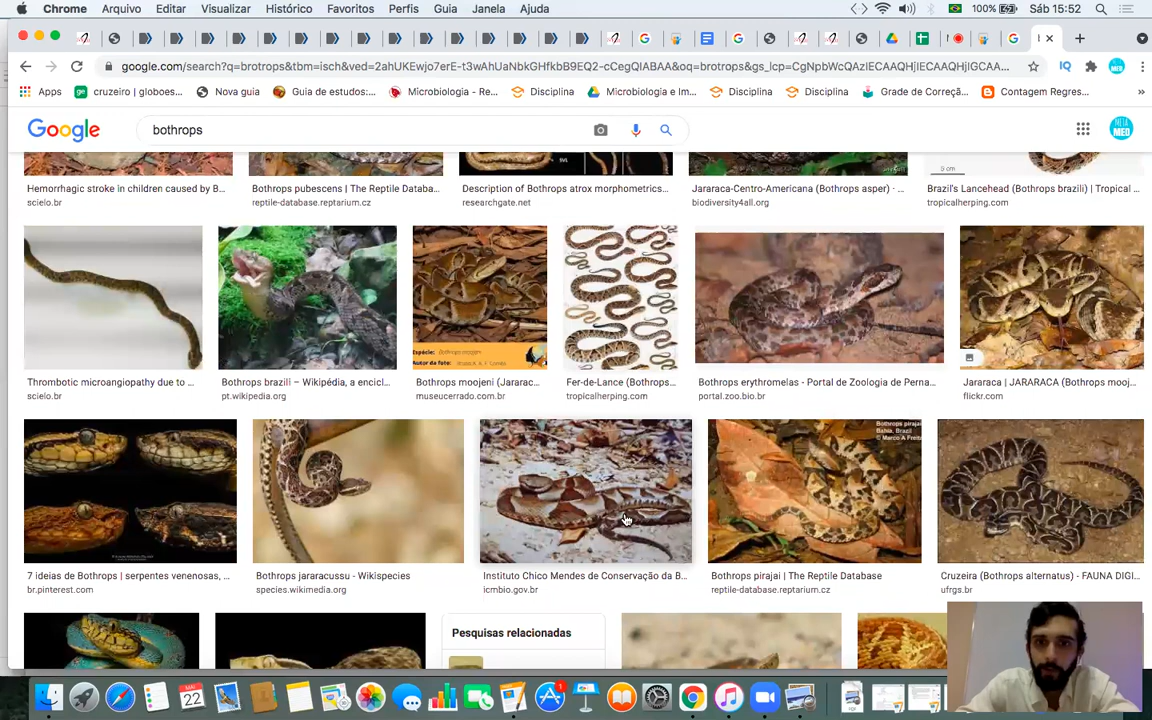 Chrome Arquivo Editar Visualizar Histórico Arquivo Perfis Guia Janela Ajuda 100% Sáb 15:52
google.com/search?q=brotrops&tbm=isch&ved=2ahUKEwjo7erE-t3wAhUaNbkGHfkbB9EQ2-cCegQIABAA&oq=brotrops&gs_lcp=CgNpbWcQAzIECAAQHjIECAAQHjIGCAA...
IQ
Apps cruzeiro | globoes... Nova guia Guia de estudos:... Microbiologia - Re... Disciplina Microbiologia e Im... Disciplina Disciplina Grade de Correçã... Contagem Regres... »
Google bothrops
Hemorrhagic stroke in children caused by B... Bothrops pubescens | The Reptile Databa... Description of Bothrops atrox morphometrics... Jararaca-Centro-Americana (Bothrops asper) · ... Brazil's Lancehead (Bothrops brazili) | Tropical ...
scielo.br reptile-database.reptarium.cz researchgate.net biodiversity4all.org tropicalherping.com
Thrombotic microangiopathy due to ... Bothrops brazili – Wikipédia, a encicl... Bothrops moojeni (Jararac... Fer-de-Lance (Bothrops... Bothrops erythromelas - Portal de Zoologia de Perna... Jararaca | JARARACA (Bothrops mooj...
scielo.br pt.wikipedia.org museucerrado.com.br tropicalherping.com portal.zoo.bio.br flickr.com
Bothrops pirajai
Bahia, Brazil
7 ideias de Bothrops | serpentes venenosas, ... Bothrops jararacussu - Wikispecies Instituto Chico Mendes de Conservação da B... Bothrops pirajai | The Reptile Database Cruzeira (Bothrops alternatus) - FAUNA DIGI...
br.pinterest.com species.wikimedia.org icmbio.gov.br reptile-database.reptarium.cz ufrgs.br
Pesquisas relacionadas
22